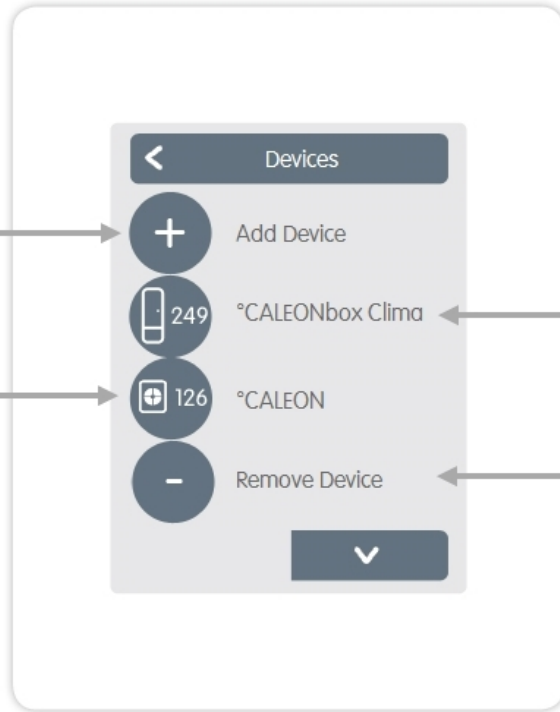 Devices
Add Device
249 °CALEONbox Clima
126 °CALEON
Remove Device